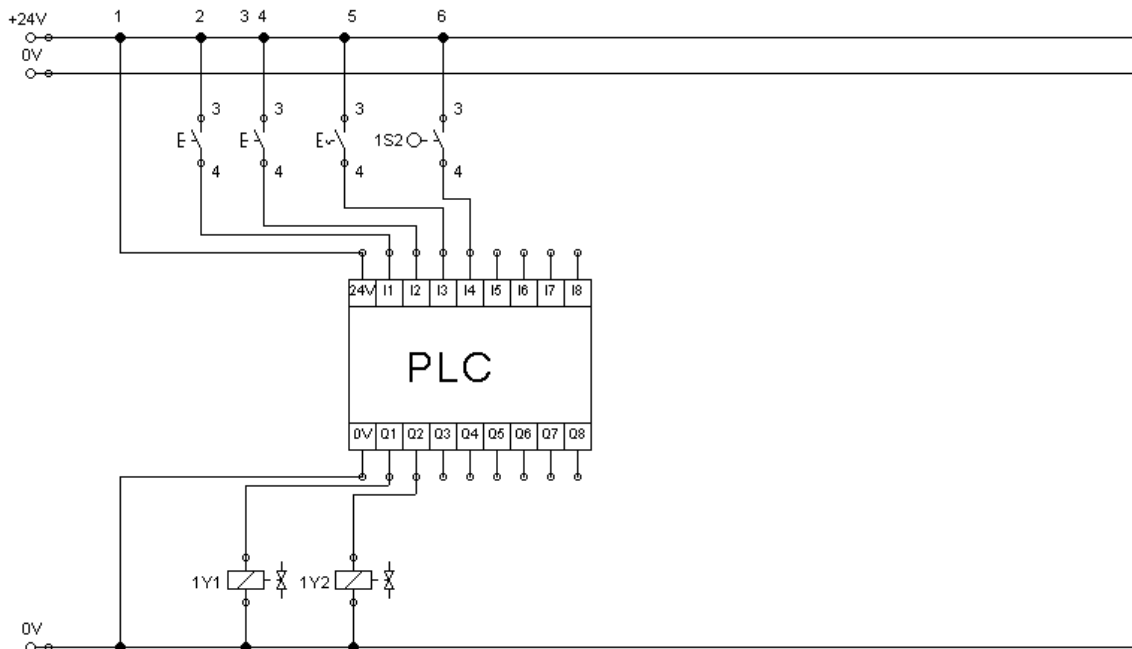 +24V 1 2 3 4 5 6
0V
3 3 3 3
1S2
4 4 4 4
24V I1 I2 I3 I4 I5 I6 I7 I8
PLC
0V Q1 Q2 Q3 Q4 Q5 Q6 Q7 Q8
1Y1 1Y2
0V